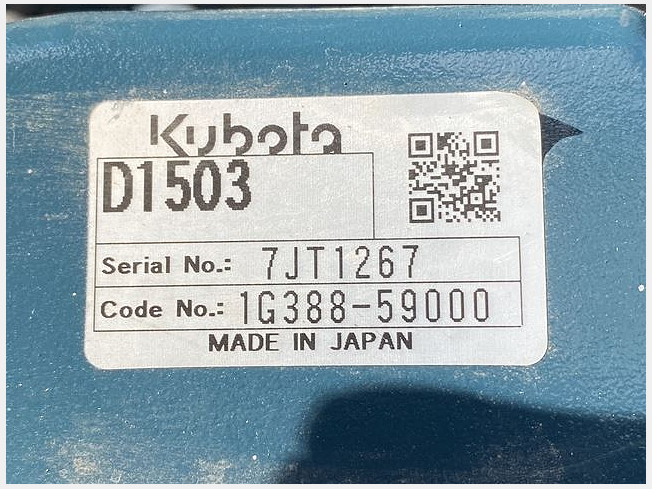 Kubota
D1503
Serial No.: 7JT1267
Code No.: 1G388-59000
MADE IN JAPAN